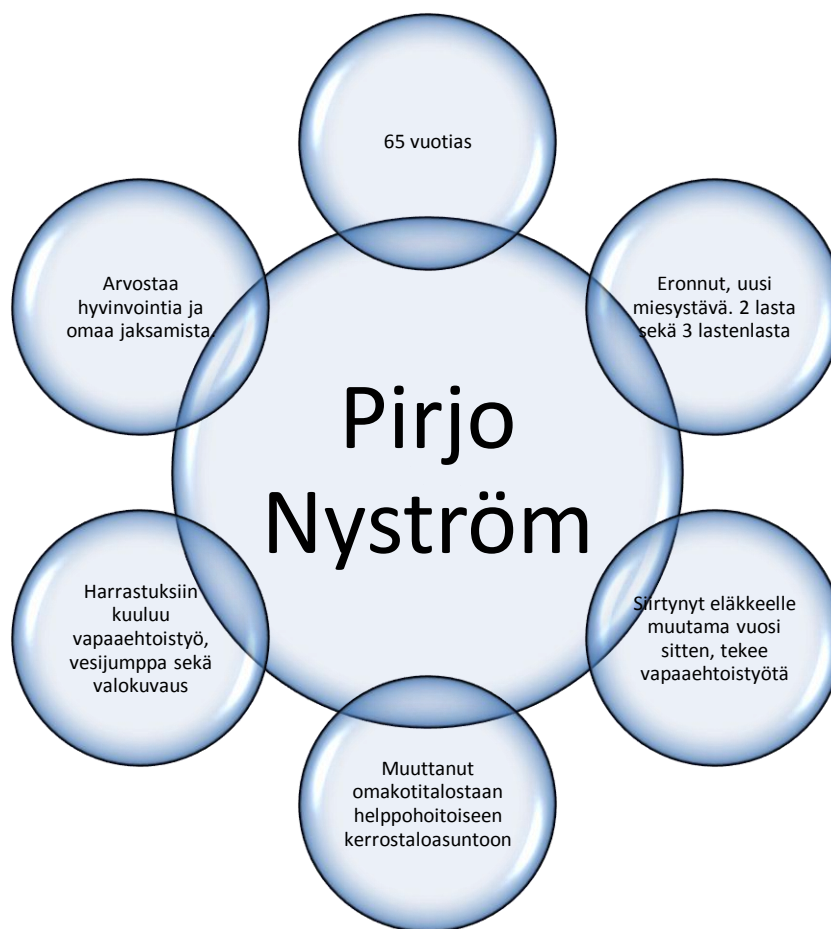 65 vuotias
Eronnut, uusi
miesystävä. 2 lasta
sekä 3 lastenlasta
Siirtynyt eläkkeelle
muutama vuosi
sitten, tekee
vapaaehtoistyötä
Muuttanut
omakotitalostaan
helppohoitoiseen
kerrostaloasuntoon
Harrastuksiin
kuuluu
vapaaehtoistyö,
vesijumppa sekä
valokuvaus
Arvostaa
hyvinvointia ja
omaa jaksamista.
Pirjo
Nyström